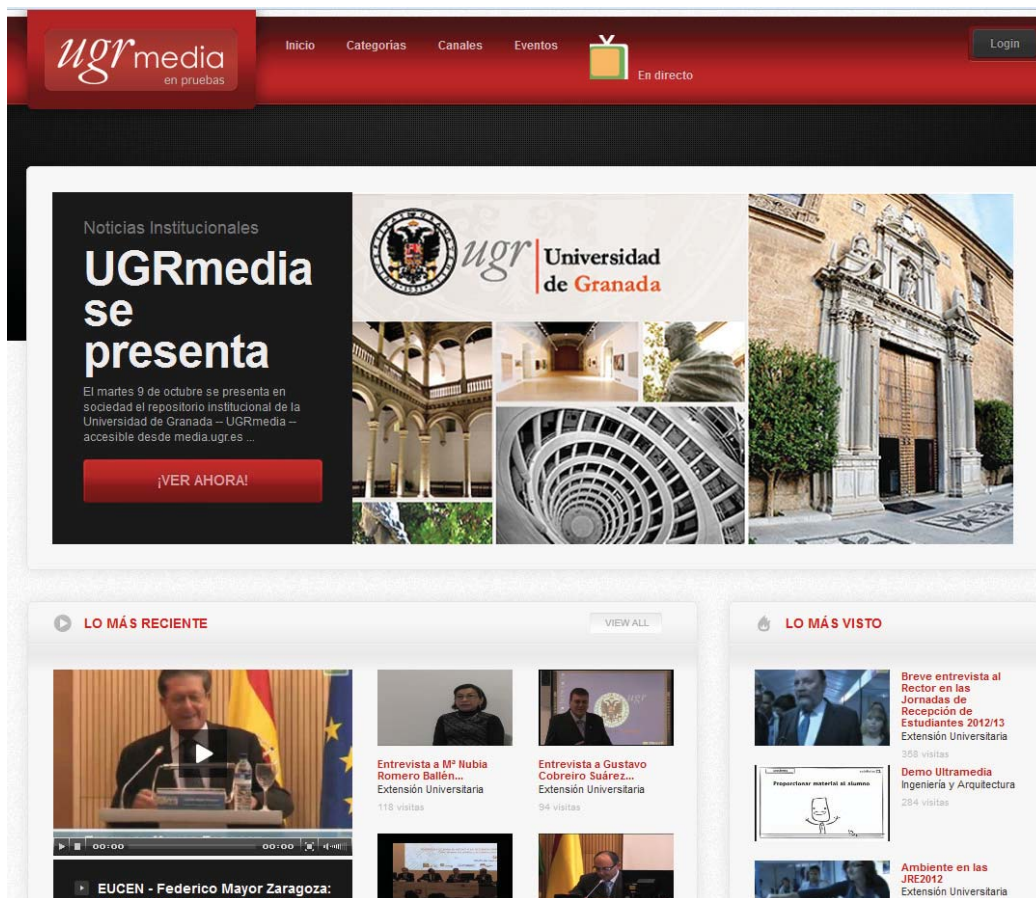 ugrmedia
en pruebas
Inicio Categorias Canales Eventos En directo Login
Noticias Institucionales
UGRmedia
se
presenta
El martes 9 de octubre se presenta en
sociedad el repositorio institucional de la
Universidad de Granada – UGRmedia –
accesible desde media.ugr.es ...
¡VER AHORA!
ugr Universidad
de Granada
LO MÁS RECIENTE VIEW ALL
00:00 00:00
EUCEN - Federico Mayor Zaragoza:
ugr
Entrevista a Mª Nubia
Romero Ballén...
Extensión Universitaria
118 visitas
Entrevista a Gustavo
Cobreiro Suárez...
Extensión Universitaria
94 visitas
LO MÁS VISTO
Breve entrevista al
Rector en las
Jornadas de
Recepción de
Estudiantes 2012/13
Extensión Universitaria
358 visitas
Proporcionar material al alumno
Demo Ultramedia
Ingeniería y Arquitectura
284 visitas
Ambiente en las
JRE2012
Extensión Universitaria